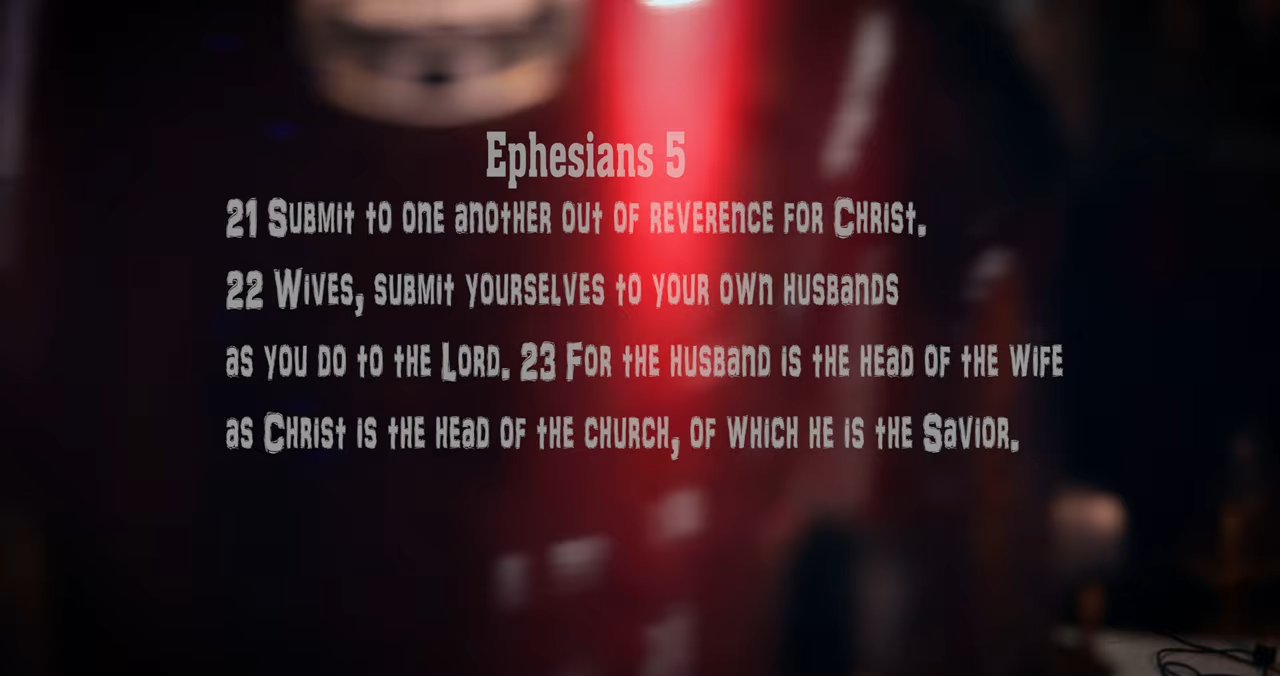 Ephesians 5
21 Submit to one another out of reverence for Christ.
22 Wives, submit yourselves to your own husbands
as you do to the Lord. 23 For the husband is the head of the wife
as Christ is the head of the church, of which he is the Savior.